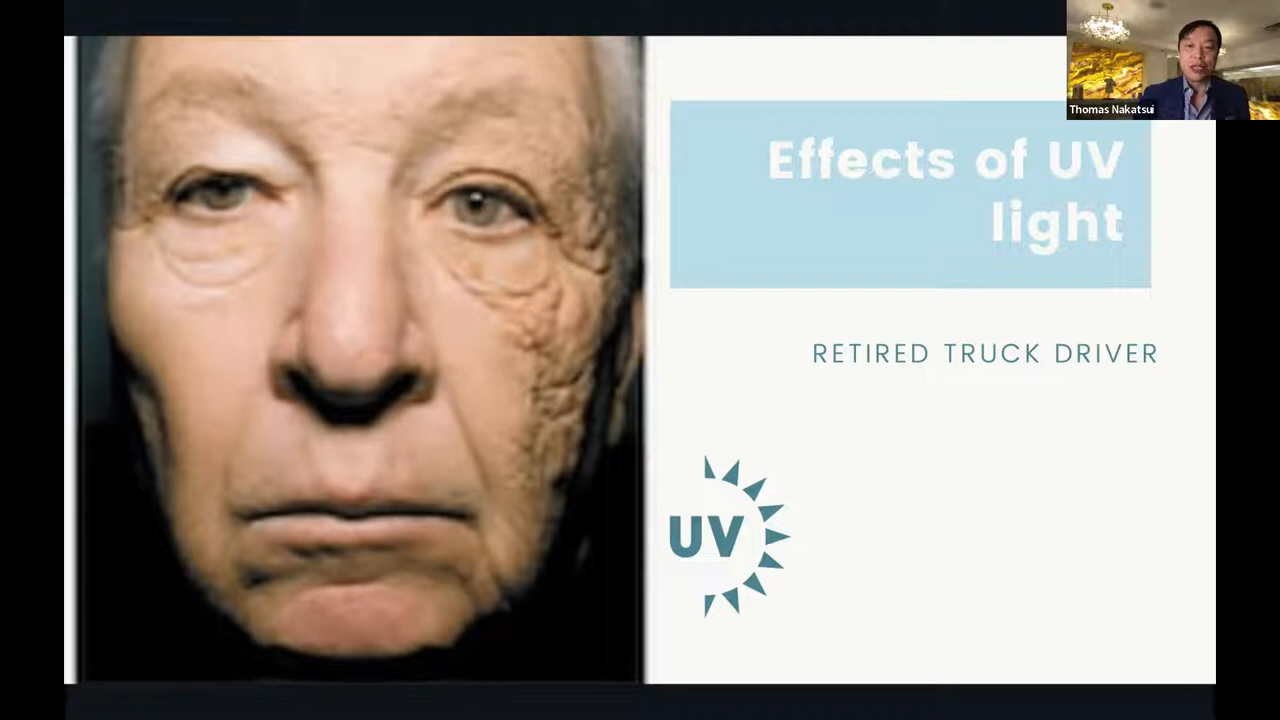 Thomas Nakatsui
Effects of UV
light
RETIRED TRUCK DRIVER
UV